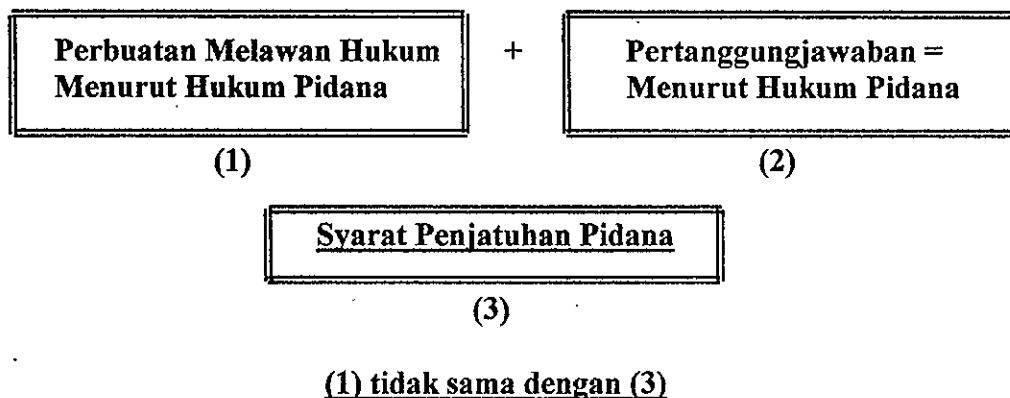 Perbuatan Melawan Hukum
Menurut Hukum Pidana
+
Pertanggungjawaban =
Menurut Hukum Pidana
(1)
(2)
Syarat Penjatuhan Pidana
(3)
(1) tidak sama dengan (3)